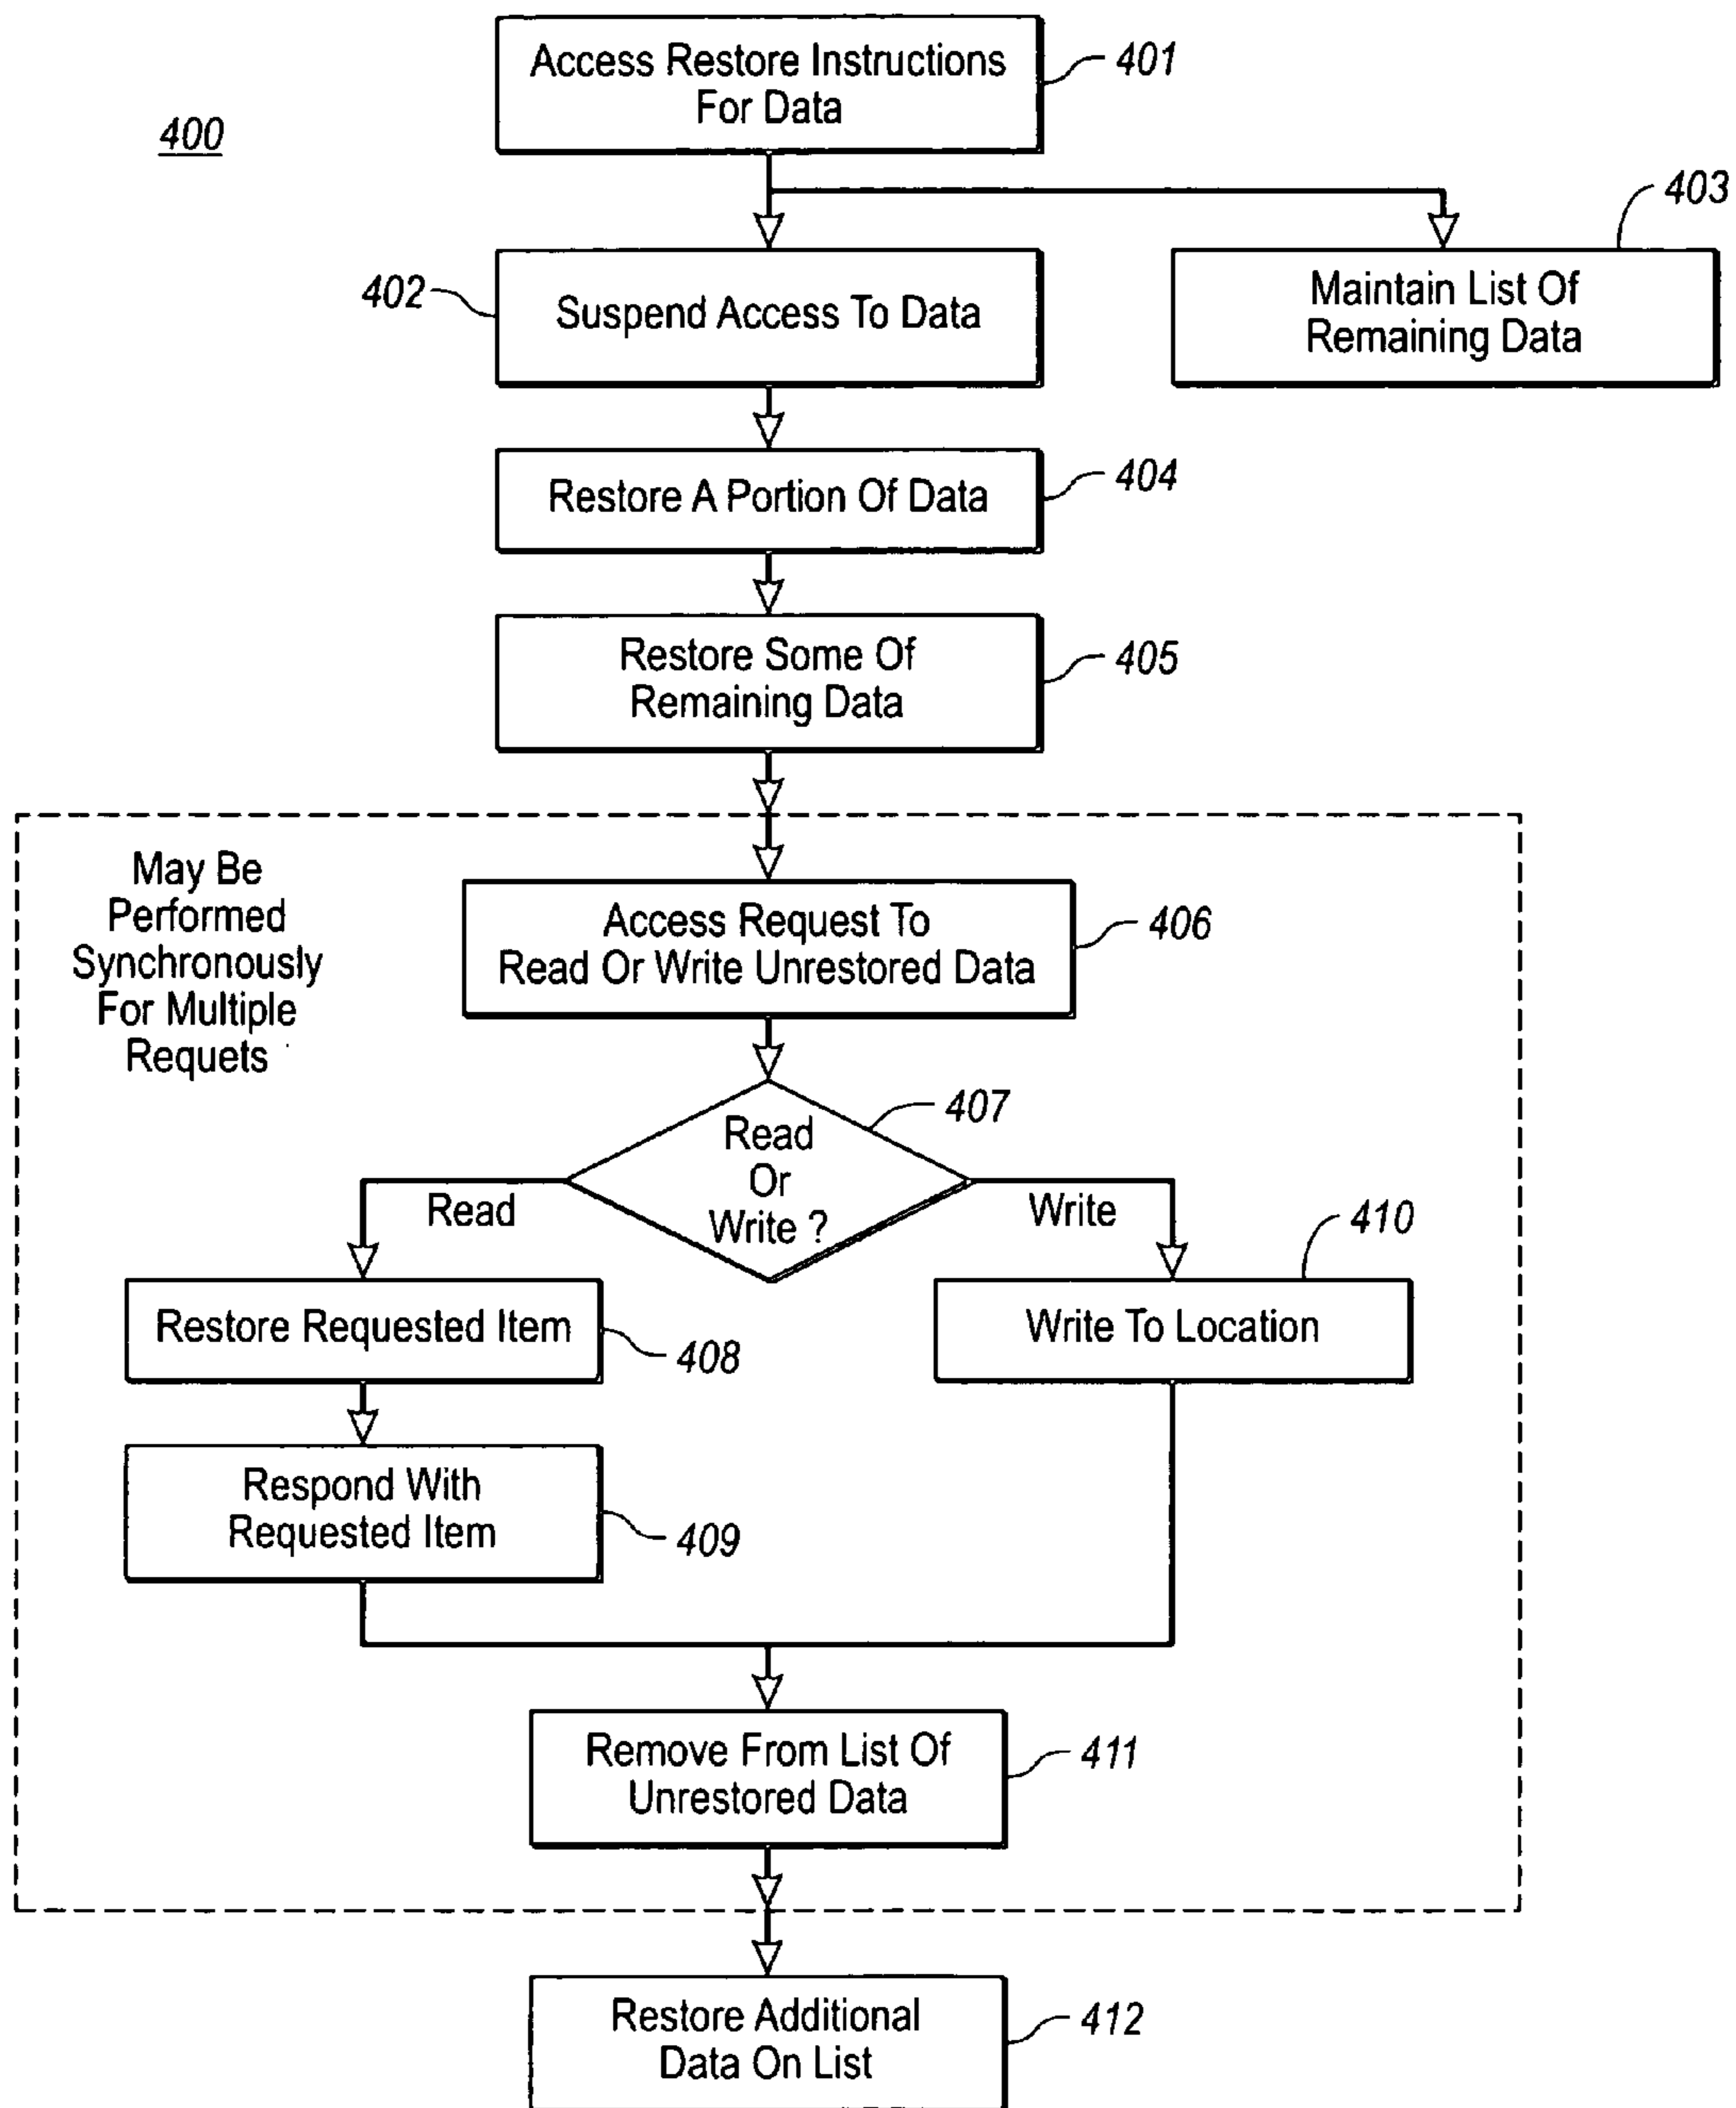 400
Access Restore Instructions
For Data
401
402
Suspend Access To Data
403
Maintain List Of
Remaining Data
Restore A Portion Of Data
404
Restore Some Of
Remaining Data
405
May Be
Performed
Synchronously
For Multiple
Requets
Access Request To
Read Or Write Unrestored Data
406
Read
Or
Write ?
407
Read
Write
Restore Requested Item
408
410
Write To Location
Respond With
Requested Item
409
Remove From List Of
Unrestored Data
411
Restore Additional
Data On List
412